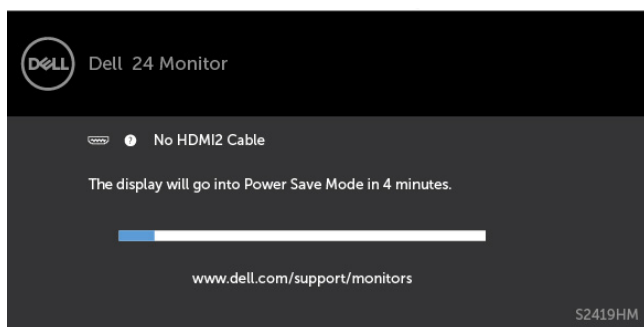 DELL
Dell 24 Monitor
? No HDMI2 Cable
The display will go into Power Save Mode in 4 minutes.
www.dell.com/support/monitors
S2419HM